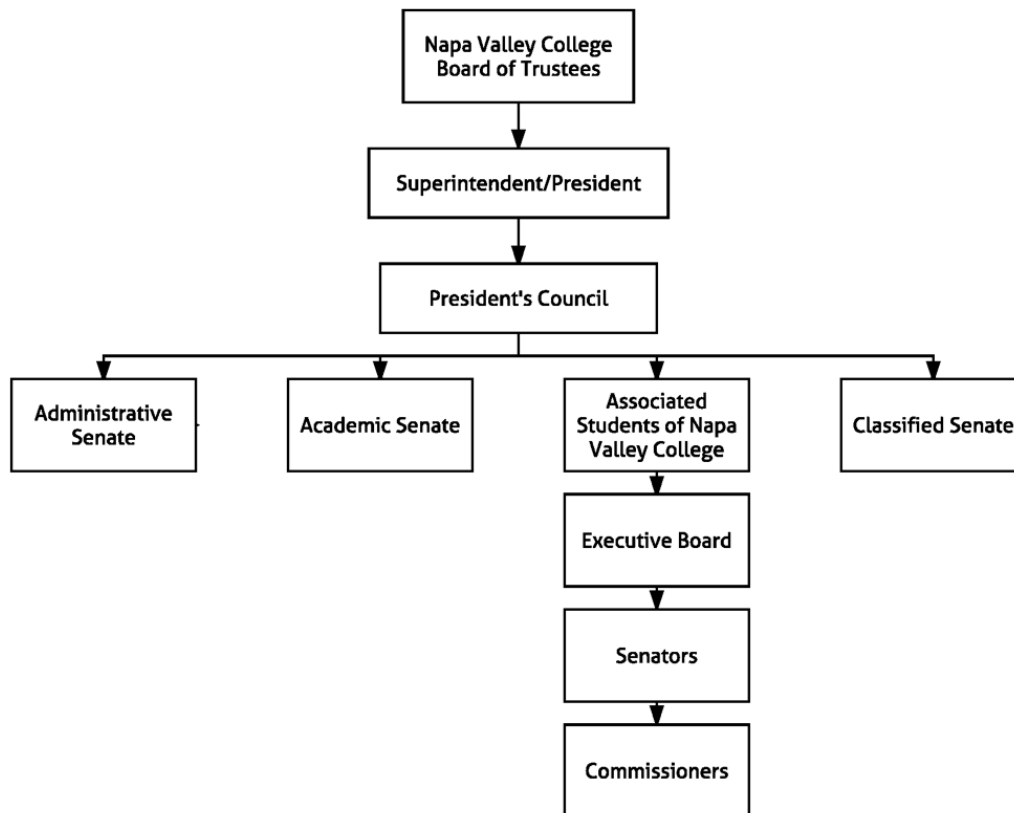 Napa Valley College
Board of Trustees
Superintendent/President
President's Council
Administrative
Senate
Academic Senate
Associated
Students of Napa
Valley College
Classified Senate
Executive Board
Senators
Commissioners